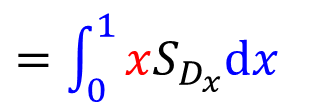 = ∫₀¹ xS_{D_x}dx